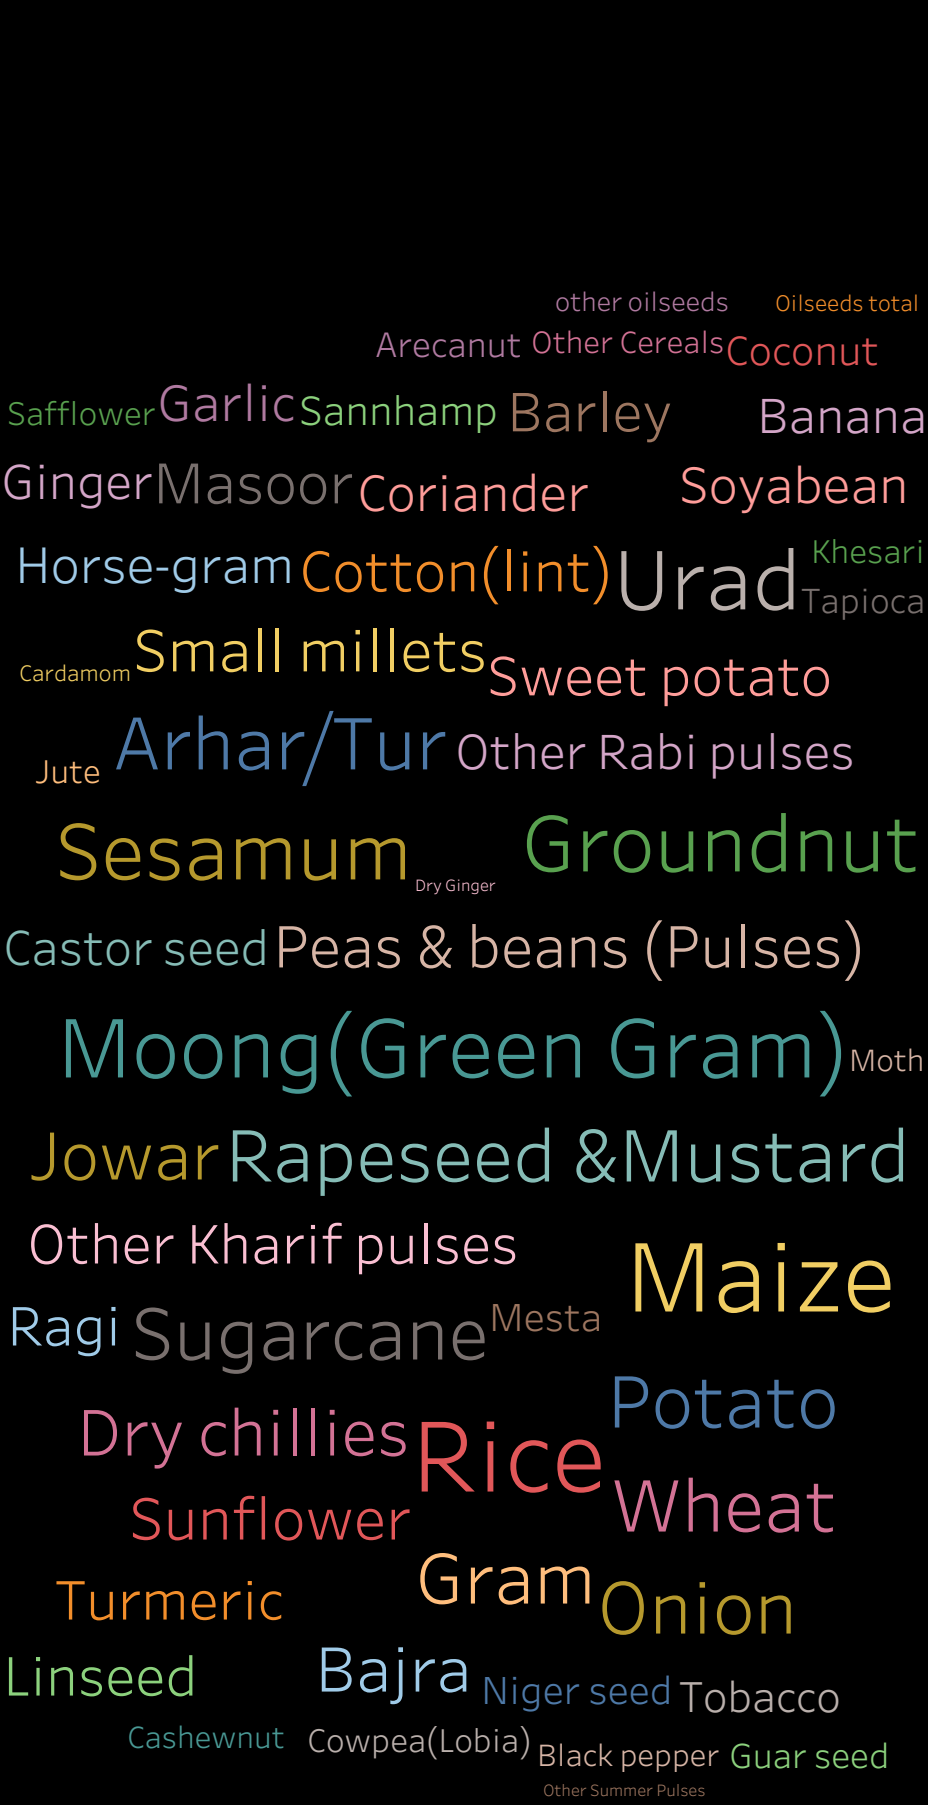 other oilseeds Oilseeds total
Arecanut Other Cereals Coconut
Safflower Garlic Sannhamp Barley Banana
Ginger Masoor Coriander Soyabean
Horse-gram Cotton(lint) Urad Khesari
Tapioca
Cardamom Small millets Sweet potato
Jute Arhar/Tur Other Rabi pulses
Sesamum Dry Ginger Groundnut
Castor seed Peas & beans (Pulses)
Moong(Green Gram) Moth
Jowar Rapeseed &Mustard
Other Kharif pulses Maize
Ragi Sugarcane Mesta
Potato
Dry chillies Rice
Sunflower Wheat
Turmeric Gram Onion
Linseed Bajra Niger seed Tobacco
Cashewnut Cowpea(Lobia) Black pepper Guar seed
Other Summer Pulses